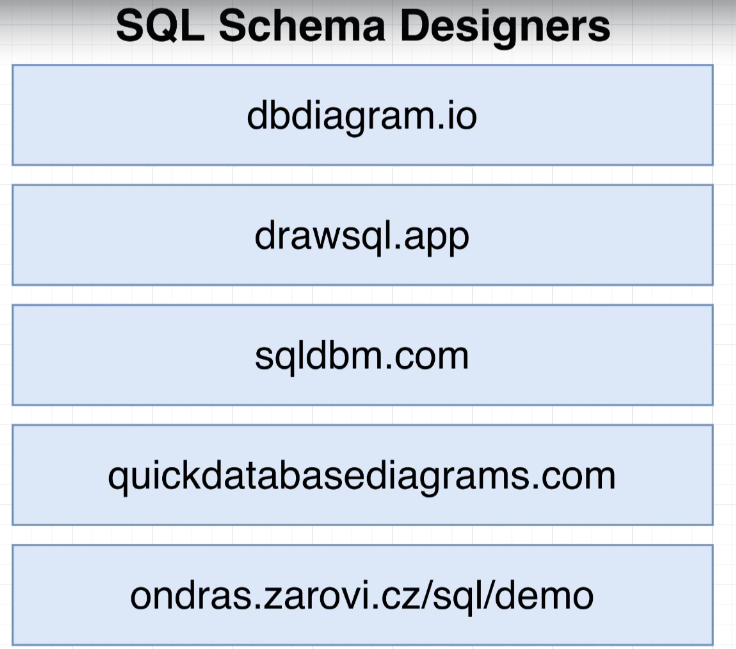 SQL Schema Designers
dbdiagram.io
drawsql.app
sqldbm.com
quickdatabasediagrams.com
ondras.zarovi.cz/sql/demo